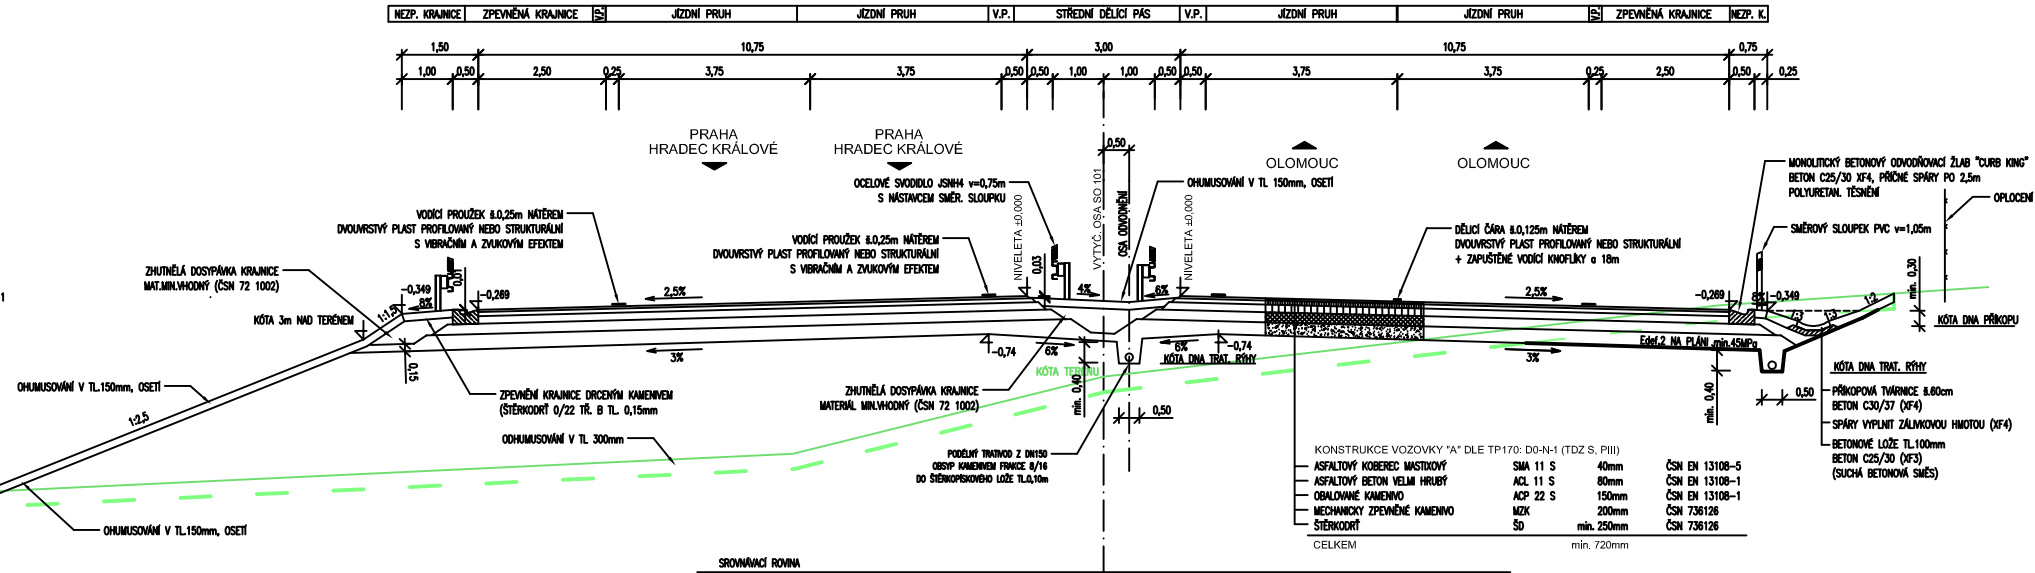 NEZP. KRAJNICE ZPEVNĚNÁ KRAJNICE V.P. JÍZDNÍ PRUH JÍZDNÍ PRUH V.P. STŘEDNÍ DĚLÍCÍ PÁS V.P. JÍZDNÍ PRUH JÍZDNÍ PRUH V.P. ZPEVNĚNÁ KRAJNICE NEZP. K.
1,50 10,75 3,00 10,75 0,75
1,00 0,50 2,50 0,25 3,75 3,75 0,50 0,50 1,00 1,00 0,50 0,50 3,75 3,75 0,25 2,50 0,50 0,25
PRAHA
HRADEC KRÁLOVÉ
PRAHA
HRADEC KRÁLOVÉ
0,50
OLOMOUC
OLOMOUC
OCELOVÉ SVODIDLO JSNH4 v=0,75m
S NÁSTAVCEM SMĚR. SLOUPKU
NIVELETA ±0,000
VYTYČ. OSA SO 101
OSA ODVODNĚNÍ
NIVELETA ±0,000
OHUMUSOVÁNÍ V TL 150mm, OSETÍ
MONOLITICKÝ BETONOVÝ ODVODŇOVACÍ ŽLAB "CURB KING"
BETON C25/30 XF4, PŘÍČNÉ SPÁRY PO 2,5m
POLYURETAN. TĚSNĚNÍ
OPLOCENÍ
SMĚROVÝ SLOUPEK PVC v=1,05m
VODÍCÍ PROUŽEK š.0,25m NÁTĚREM
DVOUVRSTVÝ PLAST PROFILOVANÝ NEBO STRUKTURÁLNÍ
S VIBRAČNÍM A ZVUKOVÝM EFEKTEM
VODÍCÍ PROUŽEK š.0,25m NÁTĚREM
DVOUVRSTVÝ PLAST PROFILOVANÝ NEBO STRUKTURÁLNÍ
S VIBRAČNÍM A ZVUKOVÝM EFEKTEM
DĚLICÍ ČÁRA š.0,125m NÁTĚREM
DVOUVRSTVÝ PLAST PROFILOVANÝ NEBO STRUKTURÁLNÍ
+ ZAPUŠTĚNÉ VODÍCÍ KNOFLÍKY a 18m
ZHUTNĚLÁ DOSYPÁVKA KRAJNICE
MAT.MIN.VHODNÝ (ČSN 72 1002)
1
0,01
0,03
min. 0,30
-0,349
8%
-0,269
2,5%
4%
6%
2,5%
-0,269
8%
-0,349
1:2
1:1,5
KÓTA 3m NAD TERÉNEM
KÓTA DNA PŘÍKOPU
Edef,2 NA PLÁNI min.45MPa
3%
-0,74
6%
6%
-0,74
3%
KÓTA DNA TRAT. RÝHY
KÓTA DNA TRAT. RÝHY
0,15
KÓTA TERÉNU
min. 0,40
min. 0,40
OHUMUSOVÁNÍ V TL.150mm, OSETÍ
1:2,5
ZPEVNĚNÍ KRAJNICE DRCENÝM KAMENIVEM
(ŠTĚRKODRŤ 0/22 TŘ. B TL. 0,15mm
ZHUTNĚLÁ DOSYPÁVKA KRAJNICE
MATERIÁL MIN.VHODNÝ (ČSN 72 1002)
0,50
0,50
PŘÍKOPOVÁ TVÁRNICE š.60cm
BETON C30/37 (XF4)
SPÁRY VYPLNIT ZÁLIVKOVOU HMOTOU (XF4)
BETONOVÉ LOŽE TL.100mm
BETON C25/30 (XF3)
(SUCHÁ BETONOVÁ SMĚS)
ODHUMUSOVÁNÍ V TL 300mm
PODÉLNÝ TRATIVOD Z DN150
OBSYP KAMENIVEM FRAKCE 8/16
DO ŠTĚRKOPÍSKOVÉHO LOŽE TL.0,10m
KONSTRUKCE VOZOVKY "A" DLE TP170: D0-N-1 (TDZ S, PIII)
ASFALTOVÝ KOBEREC MASTIXOVÝ SMA 11 S 40mm ČSN EN 13108-5
ASFALTOVÝ BETON VELMI HRUBÝ ACL 11 S 80mm ČSN EN 13108-1
OBALOVANÉ KAMENIVO ACP 22 S 150mm ČSN EN 13108-1
MECHANICKY ZPEVNĚNÉ KAMENIVO MZK 200mm ČSN 736126
ŠTĚRKODRŤ ŠD min. 250mm ČSN 736126
CELKEM min. 720mm
OHUMUSOVÁNÍ V TL.150mm, OSETÍ
SROVNÁVACÍ ROVINA